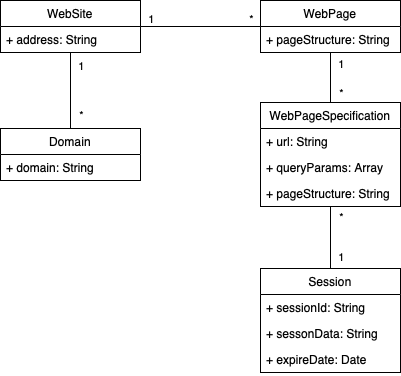 WebSite
+ address: String
1
*
WebPage
+ pageStructure: String
1
*
1
*
Domain
+ domain: String
WebPageSpecification
+ url: String
+ queryParams: Array
+ pageStructure: String
*
1
Session
+ sessionId: String
+ sessonData: String
+ expireDate: Date